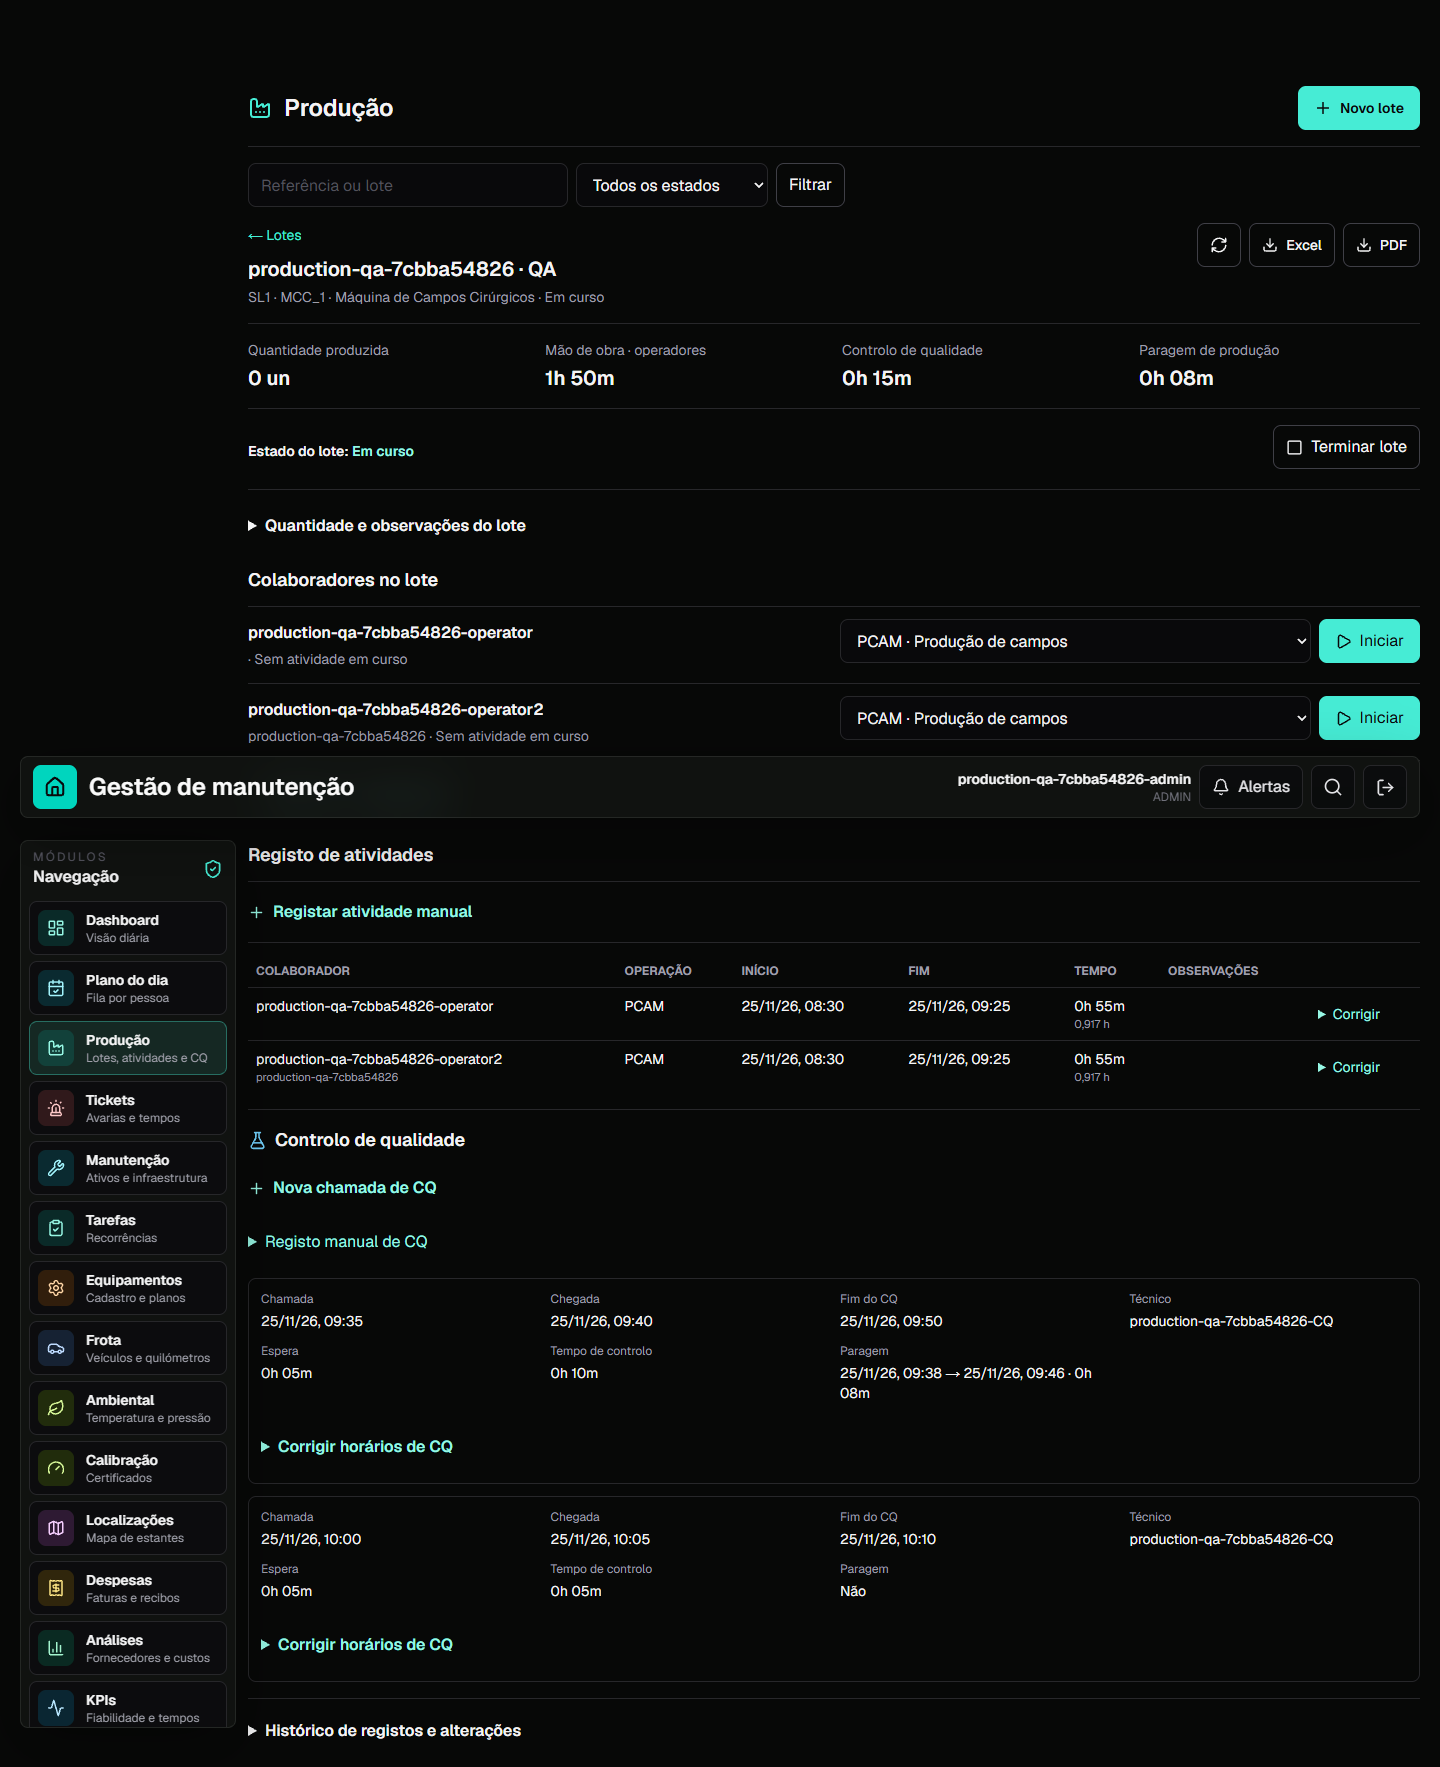 Produção
Novo lote
Referência ou lote
Todos os estados
Filtrar
← Lotes
Excel
PDF
production-qa-7cbba54826 · QA
SL1 · MCC_1 · Máquina de Campos Cirúrgicos · Em curso
Quantidade produzida
Mão de obra · operadores
Controlo de qualidade
Paragem de produção
0 un
1h 50m
0h 15m
0h 08m
Estado do lote: Em curso
Terminar lote
Quantidade e observações do lote
Colaboradores no lote
production-qa-7cbba54826-operator
· Sem atividade em curso
PCAM · Produção de campos
Iniciar
production-qa-7cbba54826-operator2
production-qa-7cbba54826 · Sem atividade em curso
PCAM · Produção de campos
Iniciar
Gestão de manutenção
production-qa-7cbba54826-admin
ADMIN
Alertas
MÓDULOS
Navegação
Dashboard
Visão diária
Plano do dia
Fila por pessoa
Produção
Lotes, atividades e CQ
Tickets
Avarias e tempos
Manutenção
Ativos e infraestrutura
Tarefas
Recorrências
Equipamentos
Cadastro e planos
Frota
Veículos e quilómetros
Ambiental
Temperatura e pressão
Calibração
Certificados
Localizações
Mapa de estantes
Despesas
Faturas e recibos
Análises
Fornecedores e custos
KPIs
Fiabilidade e tempos
Registo de atividades
Registar atividade manual
COLABORADOR
OPERAÇÃO
INÍCIO
FIM
TEMPO
OBSERVAÇÕES
production-qa-7cbba54826-operator
PCAM
25/11/26, 08:30
25/11/26, 09:25
0h 55m
0,917 h
Corrigir
production-qa-7cbba54826-operator2
production-qa-7cbba54826
PCAM
25/11/26, 08:30
25/11/26, 09:25
0h 55m
0,917 h
Corrigir
Controlo de qualidade
Nova chamada de CQ
Registo manual de CQ
Chamada
Chegada
Fim do CQ
Técnico
25/11/26, 09:35
25/11/26, 09:40
25/11/26, 09:50
production-qa-7cbba54826-CQ
Espera
Tempo de controlo
Paragem
0h 05m
0h 10m
25/11/26, 09:38 → 25/11/26, 09:46 · 0h
08m
Corrigir horários de CQ
Chamada
Chegada
Fim do CQ
Técnico
25/11/26, 10:00
25/11/26, 10:05
25/11/26, 10:10
production-qa-7cbba54826-CQ
Espera
Tempo de controlo
Paragem
0h 05m
0h 05m
Não
Corrigir horários de CQ
Histórico de registos e alterações